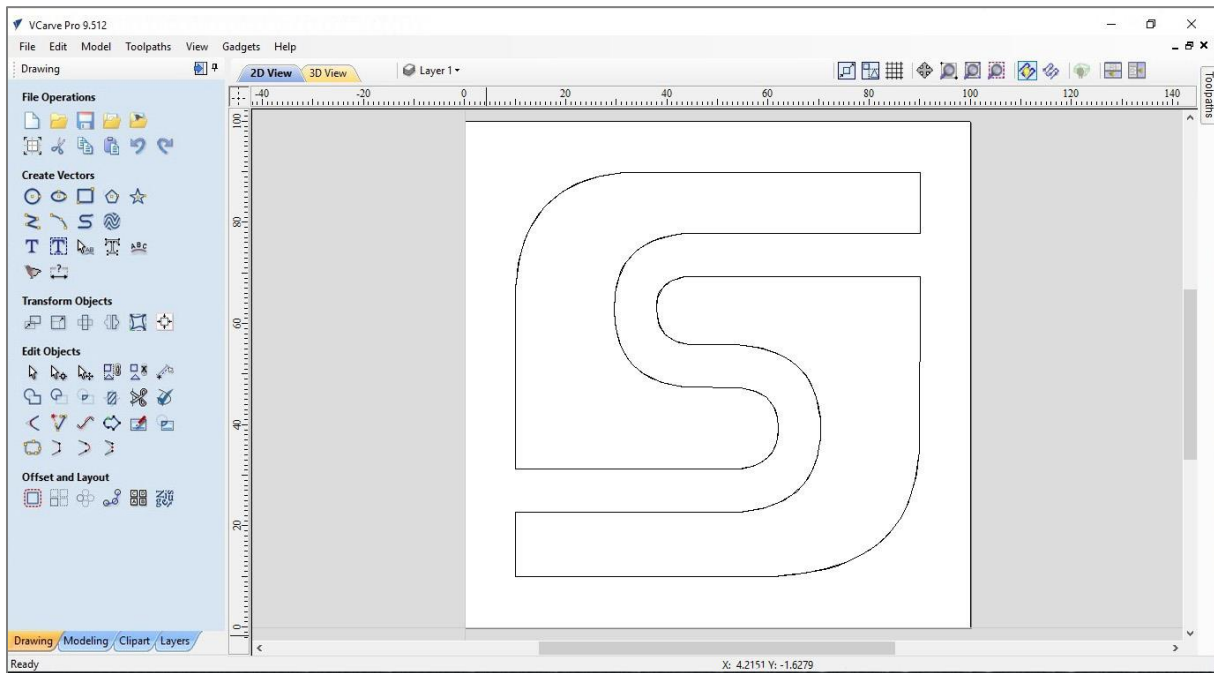 VCarve Pro 9.512
File Edit Model Toolpaths View Gadgets Help
Drawing
2D View 3D View Layer 1
Toolpaths
-40 -20 0 20 40 60 80 100 120 140
100
80
60
40
20
0
File Operations
Create Vectors
Transform Objects
Edit Objects
Offset and Layout
Drawing Modeling Clipart Layers
Ready
X: 4.2151 Y: -1.6279